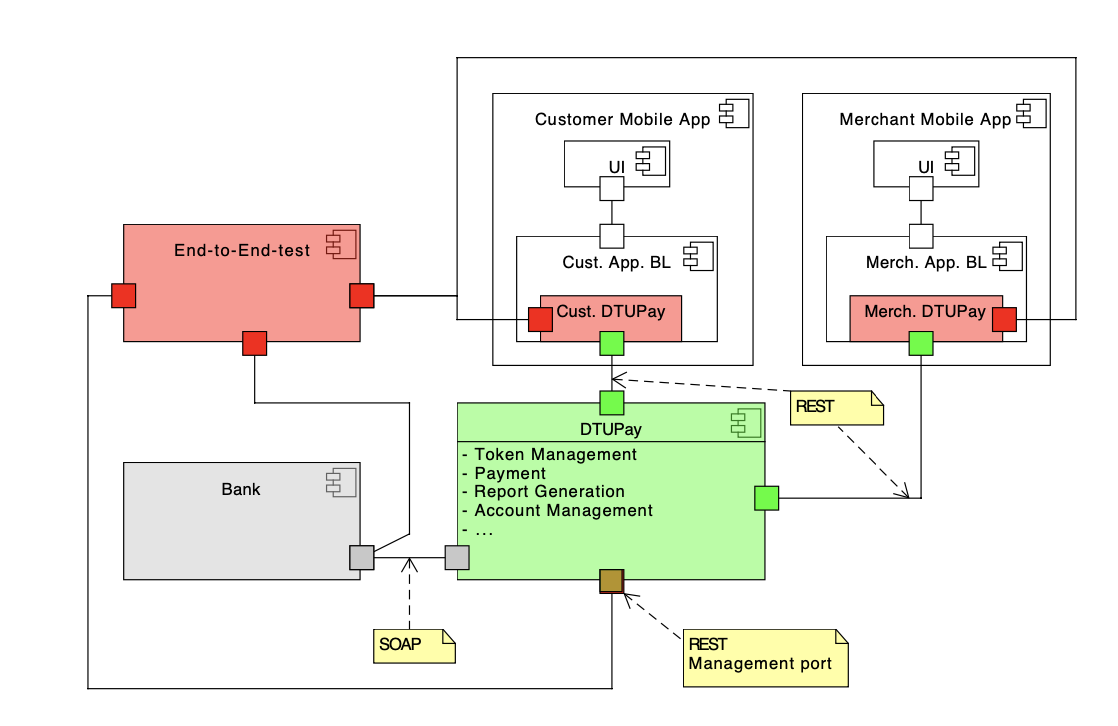 Customer Mobile App
Merchant Mobile App
UI
UI
End-to-End-test
Cust. App. BL
Merch. App. BL
Cust. DTUPay
Merch. DTUPay
REST
DTUPay
- Token Management
- Payment
- Report Generation
- Account Management
- ...
Bank
SOAP
REST
Management port